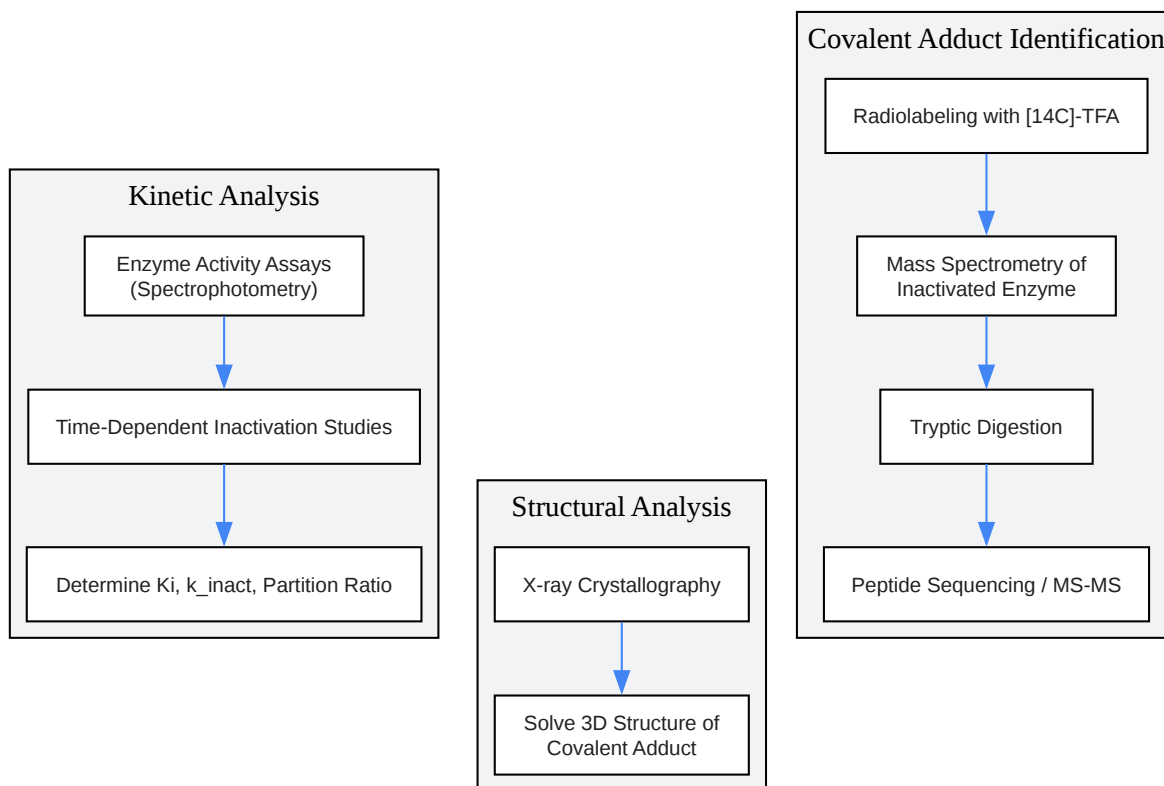 Kinetic Analysis
Enzyme Activity Assays
(Spectrophotometry)
Time-Dependent Inactivation Studies
Determine Ki, k_inact, Partition Ratio
Structural Analysis
X-ray Crystallography
Solve 3D Structure of
Covalent Adduct
Covalent Adduct Identification
Radiolabeling with [14C]-TFA
Mass Spectrometry of
Inactivated Enzyme
Tryptic Digestion
Peptide Sequencing / MS-MS